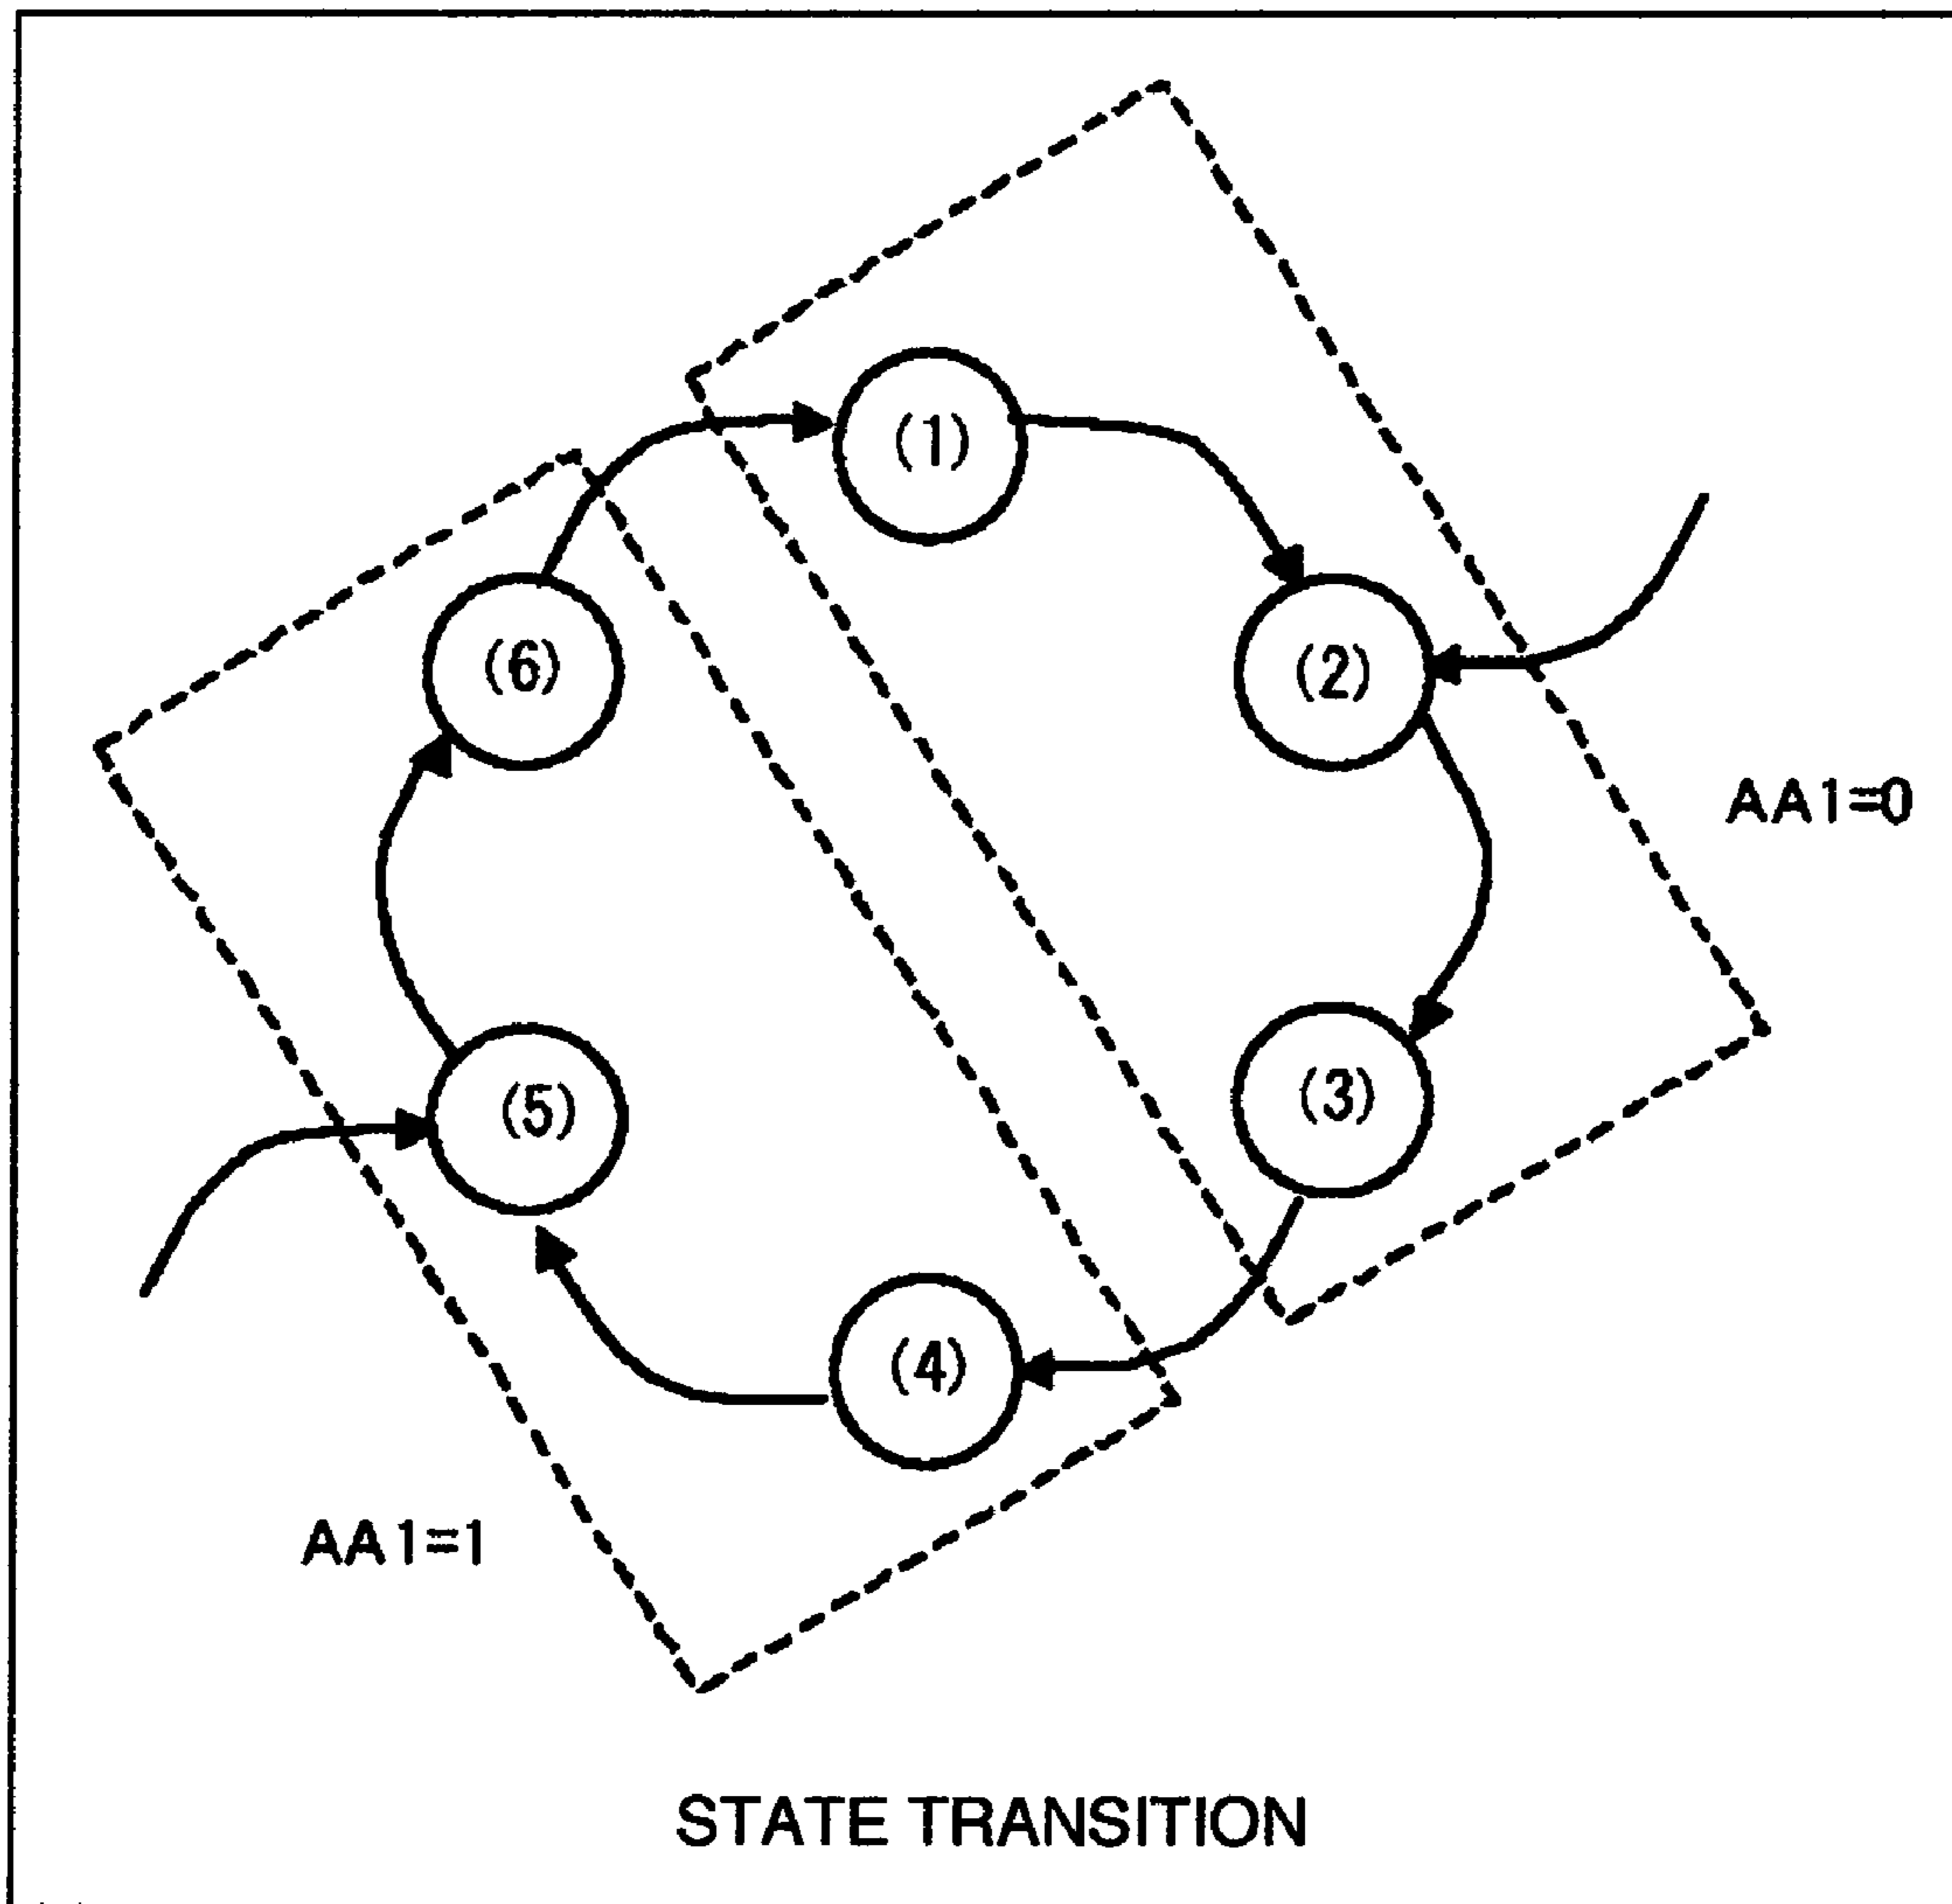 (1)
(6)
(2)
AA1=0
(5)
(3)
(4)
AA1=1
STATE TRANSITION